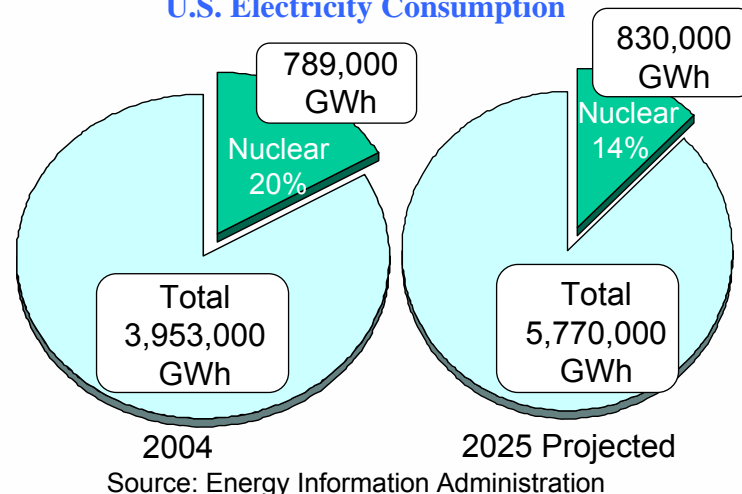 U.S. Electricity Consumption
789,000
GWh
Nuclear
20%
Total
3,953,000
GWh
2004
830,000
GWh
Nuclear
14%
Total
5,770,000
GWh
2025 Projected
Source: Energy Information Administration